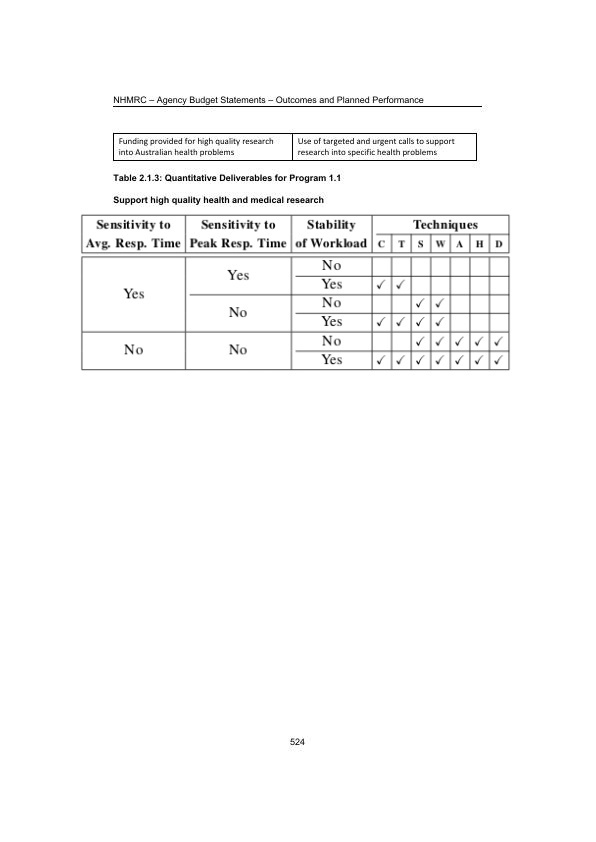 NHMRC – Agency Budget Statements – Outcomes and Planned Performance
Funding provided for high quality research
into Australian health problems
Use of targeted and urgent calls to support
research into specific health problems
Table 2.1.3: Quantitative Deliverables for Program 1.1
Support high quality health and medical research
Sensitivity to Sensitivity to Stability Techniques
Avg. Resp. Time Peak Resp. Time of Workload C T S W A H D
Yes Yes No
Yes ✓ ✓
No No ✓ ✓
Yes ✓ ✓ ✓ ✓
No No No ✓ ✓ ✓ ✓ ✓
Yes ✓ ✓ ✓ ✓ ✓ ✓ ✓
524